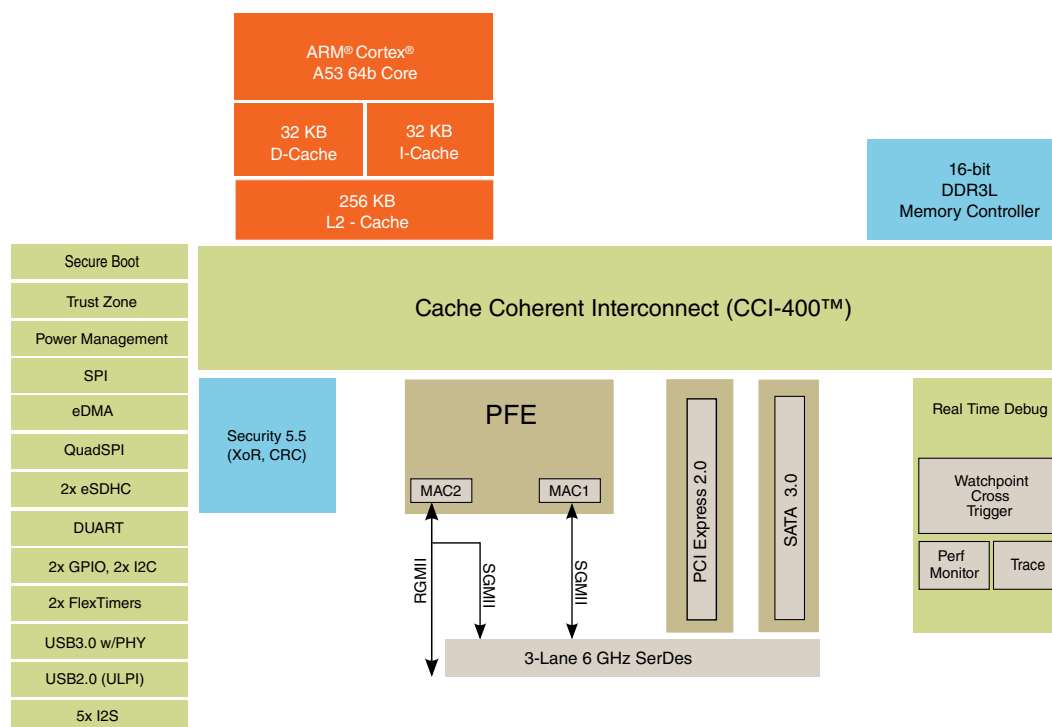 ARM® Cortex®
A53 64b Core
32 KB
D-Cache
32 KB
I-Cache
256 KB
L2 - Cache
16-bit
DDR3L
Memory Controller
Secure Boot
Trust Zone
Power Management
SPI
eDMA
QuadSPI
2x eSDHC
DUART
2x GPIO, 2x I2C
2x FlexTimers
USB3.0 w/PHY
USB2.0 (ULPI)
5x I2S
Cache Coherent Interconnect (CCI-400™)
Security 5.5
(XoR, CRC)
PFE
MAC2
MAC1
RGMII
SGMII
SGMII
PCI Express 2.0
SATA 3.0
3-Lane 6 GHz SerDes
Real Time Debug
Watchpoint
Cross
Trigger
Perf
Monitor
Trace